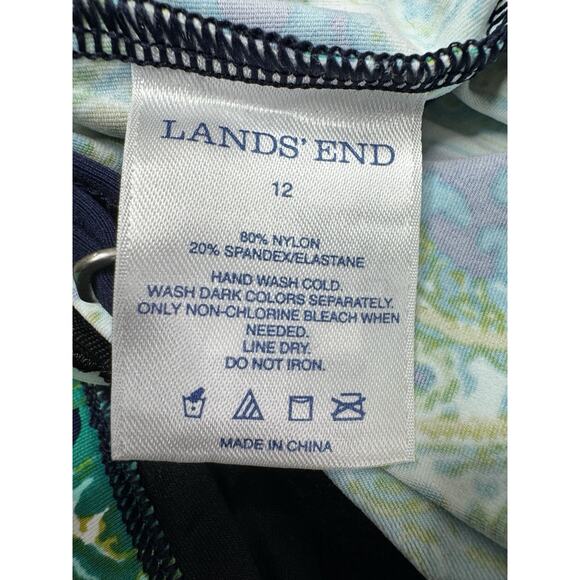 LANDS' END
12
80% NYLON
20% SPANDEX/ELASTANE
HAND WASH COLD.
WASH DARK COLORS SEPARATELY.
ONLY NON-CHLORINE BLEACH WHEN
NEEDED.
LINE DRY.
DO NOT IRON.
MADE IN CHINA